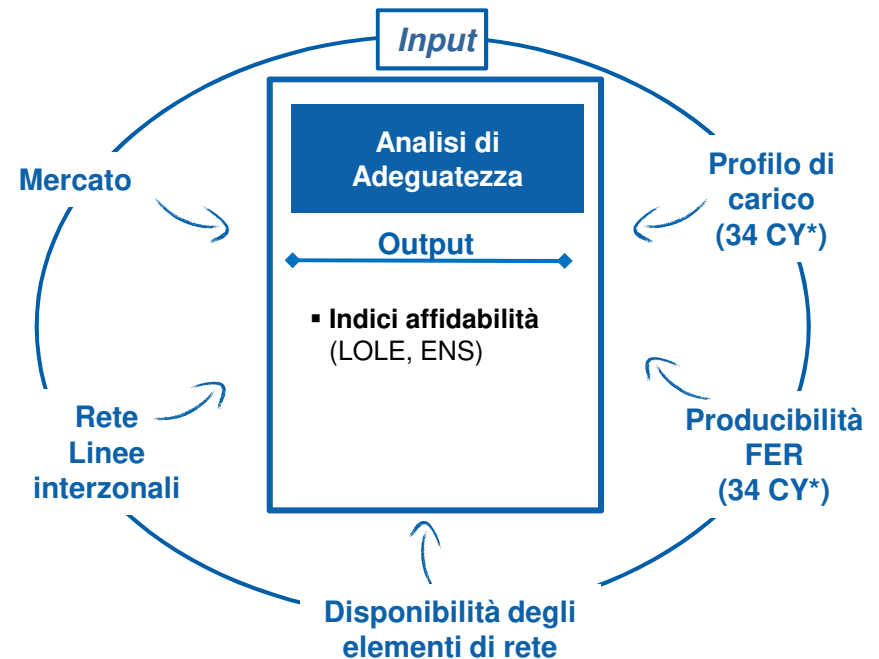 Input
Analisi di
Adeguatezza
Output
▪ Indici affidabilità
(LOLE, ENS)
Mercato
Rete
Linee
interzonali
Disponibilità degli
elementi di rete
Profilo di
carico
(34 CY*)
Producibilità
FER
(34 CY*)